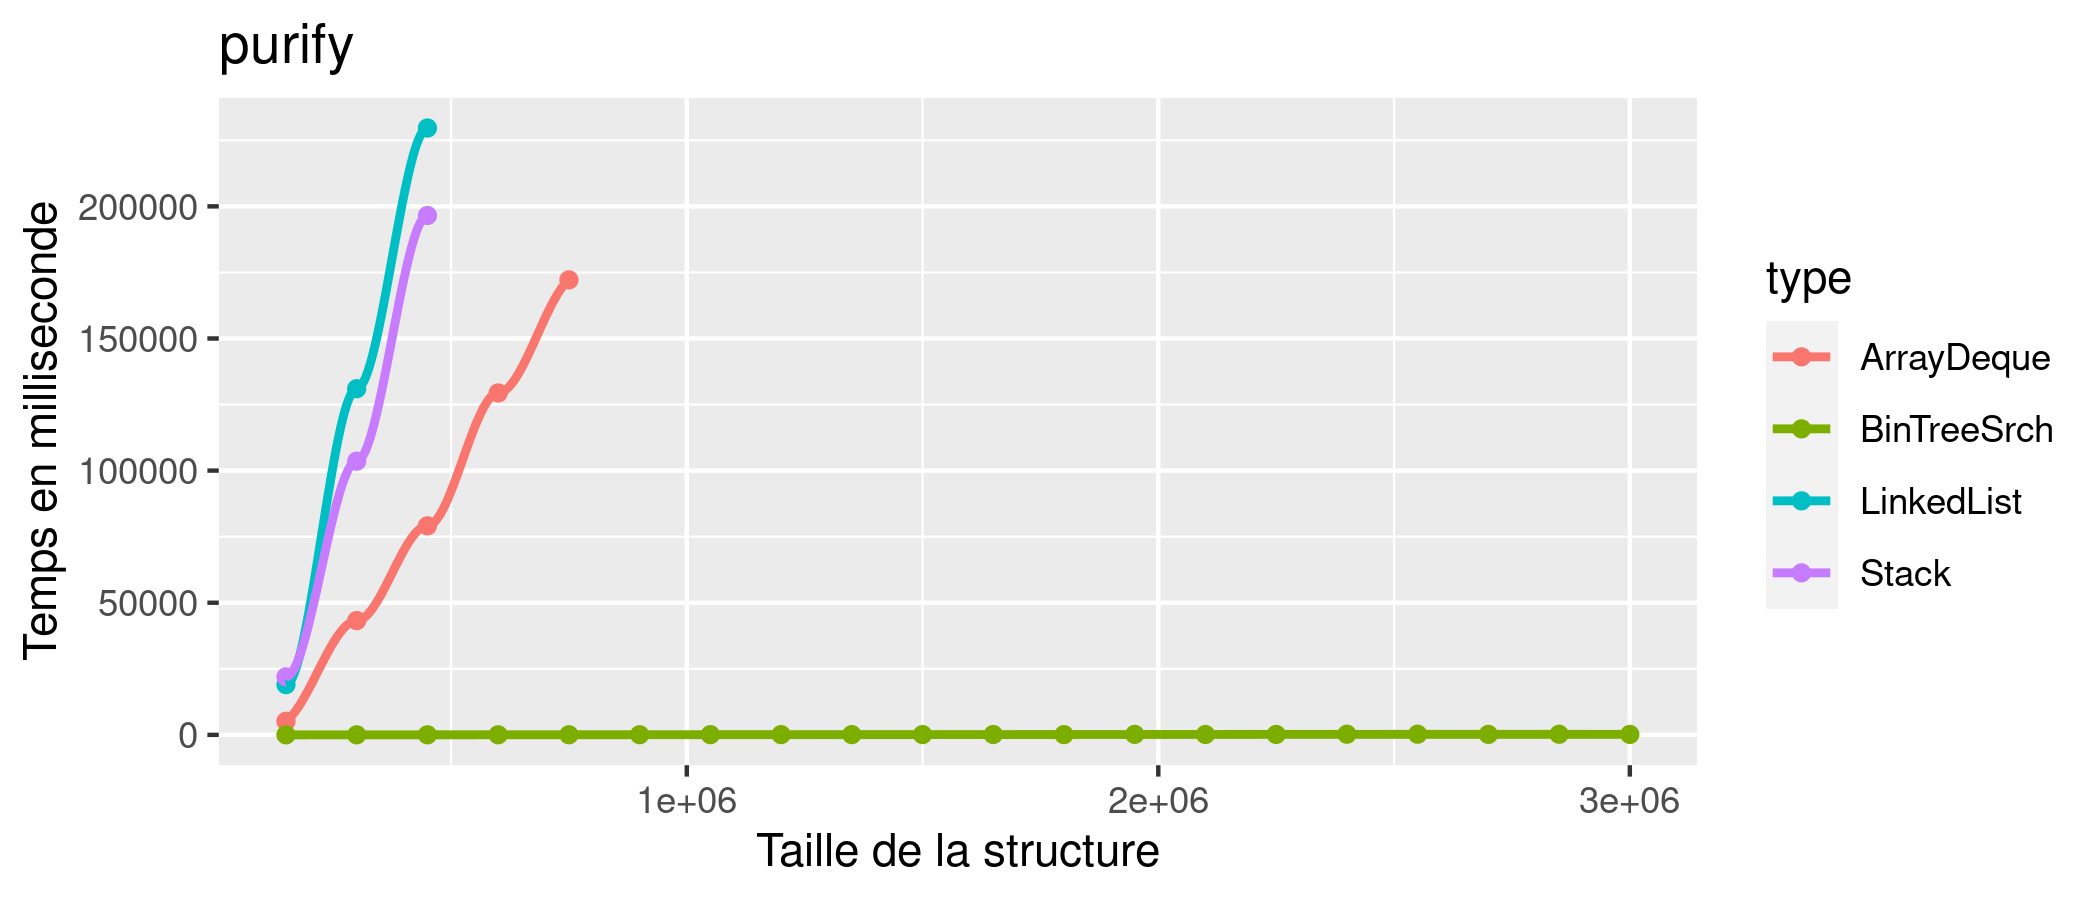 purify
Temps en milliseconde
200000
150000
100000
50000
0
1e+06
2e+06
3e+06
Taille de la structure
type
ArrayDeque
BinTreeSrch
LinkedList
Stack